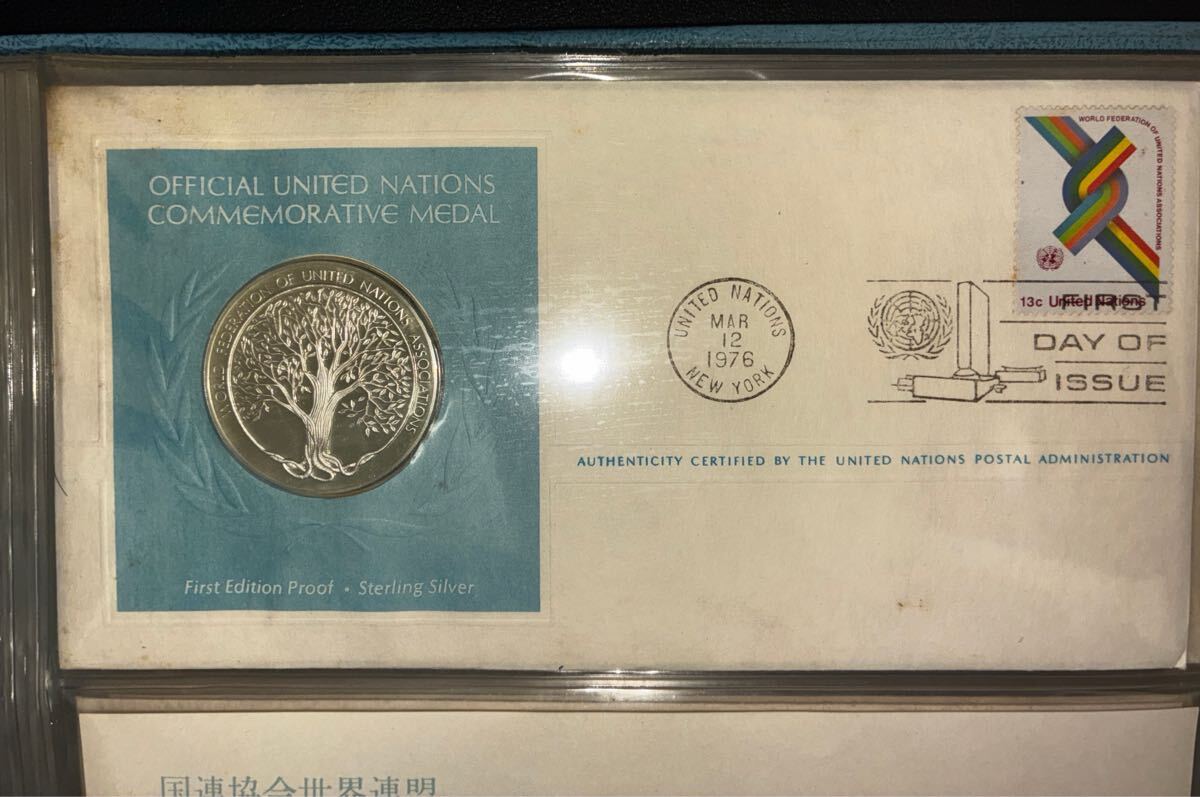 OFFICIAL UNITED NATIONS
COMMEMORATIVE MEDAL
WORLD FEDERATION OF UNITED NATIONS ASSOCIATIONS
First Edition Proof • Sterling Silver
WORLD FEDERATION OF UNITED NATIONS ASSOCIATIONS
13c United Nations
UNITED NATIONS
MAR
12
1976
NEW YORK
FIRST
DAY OF
ISSUE
AUTHENTICITY CERTIFIED BY THE UNITED NATIONS POSTAL ADMINISTRATION
国連協会世界連盟